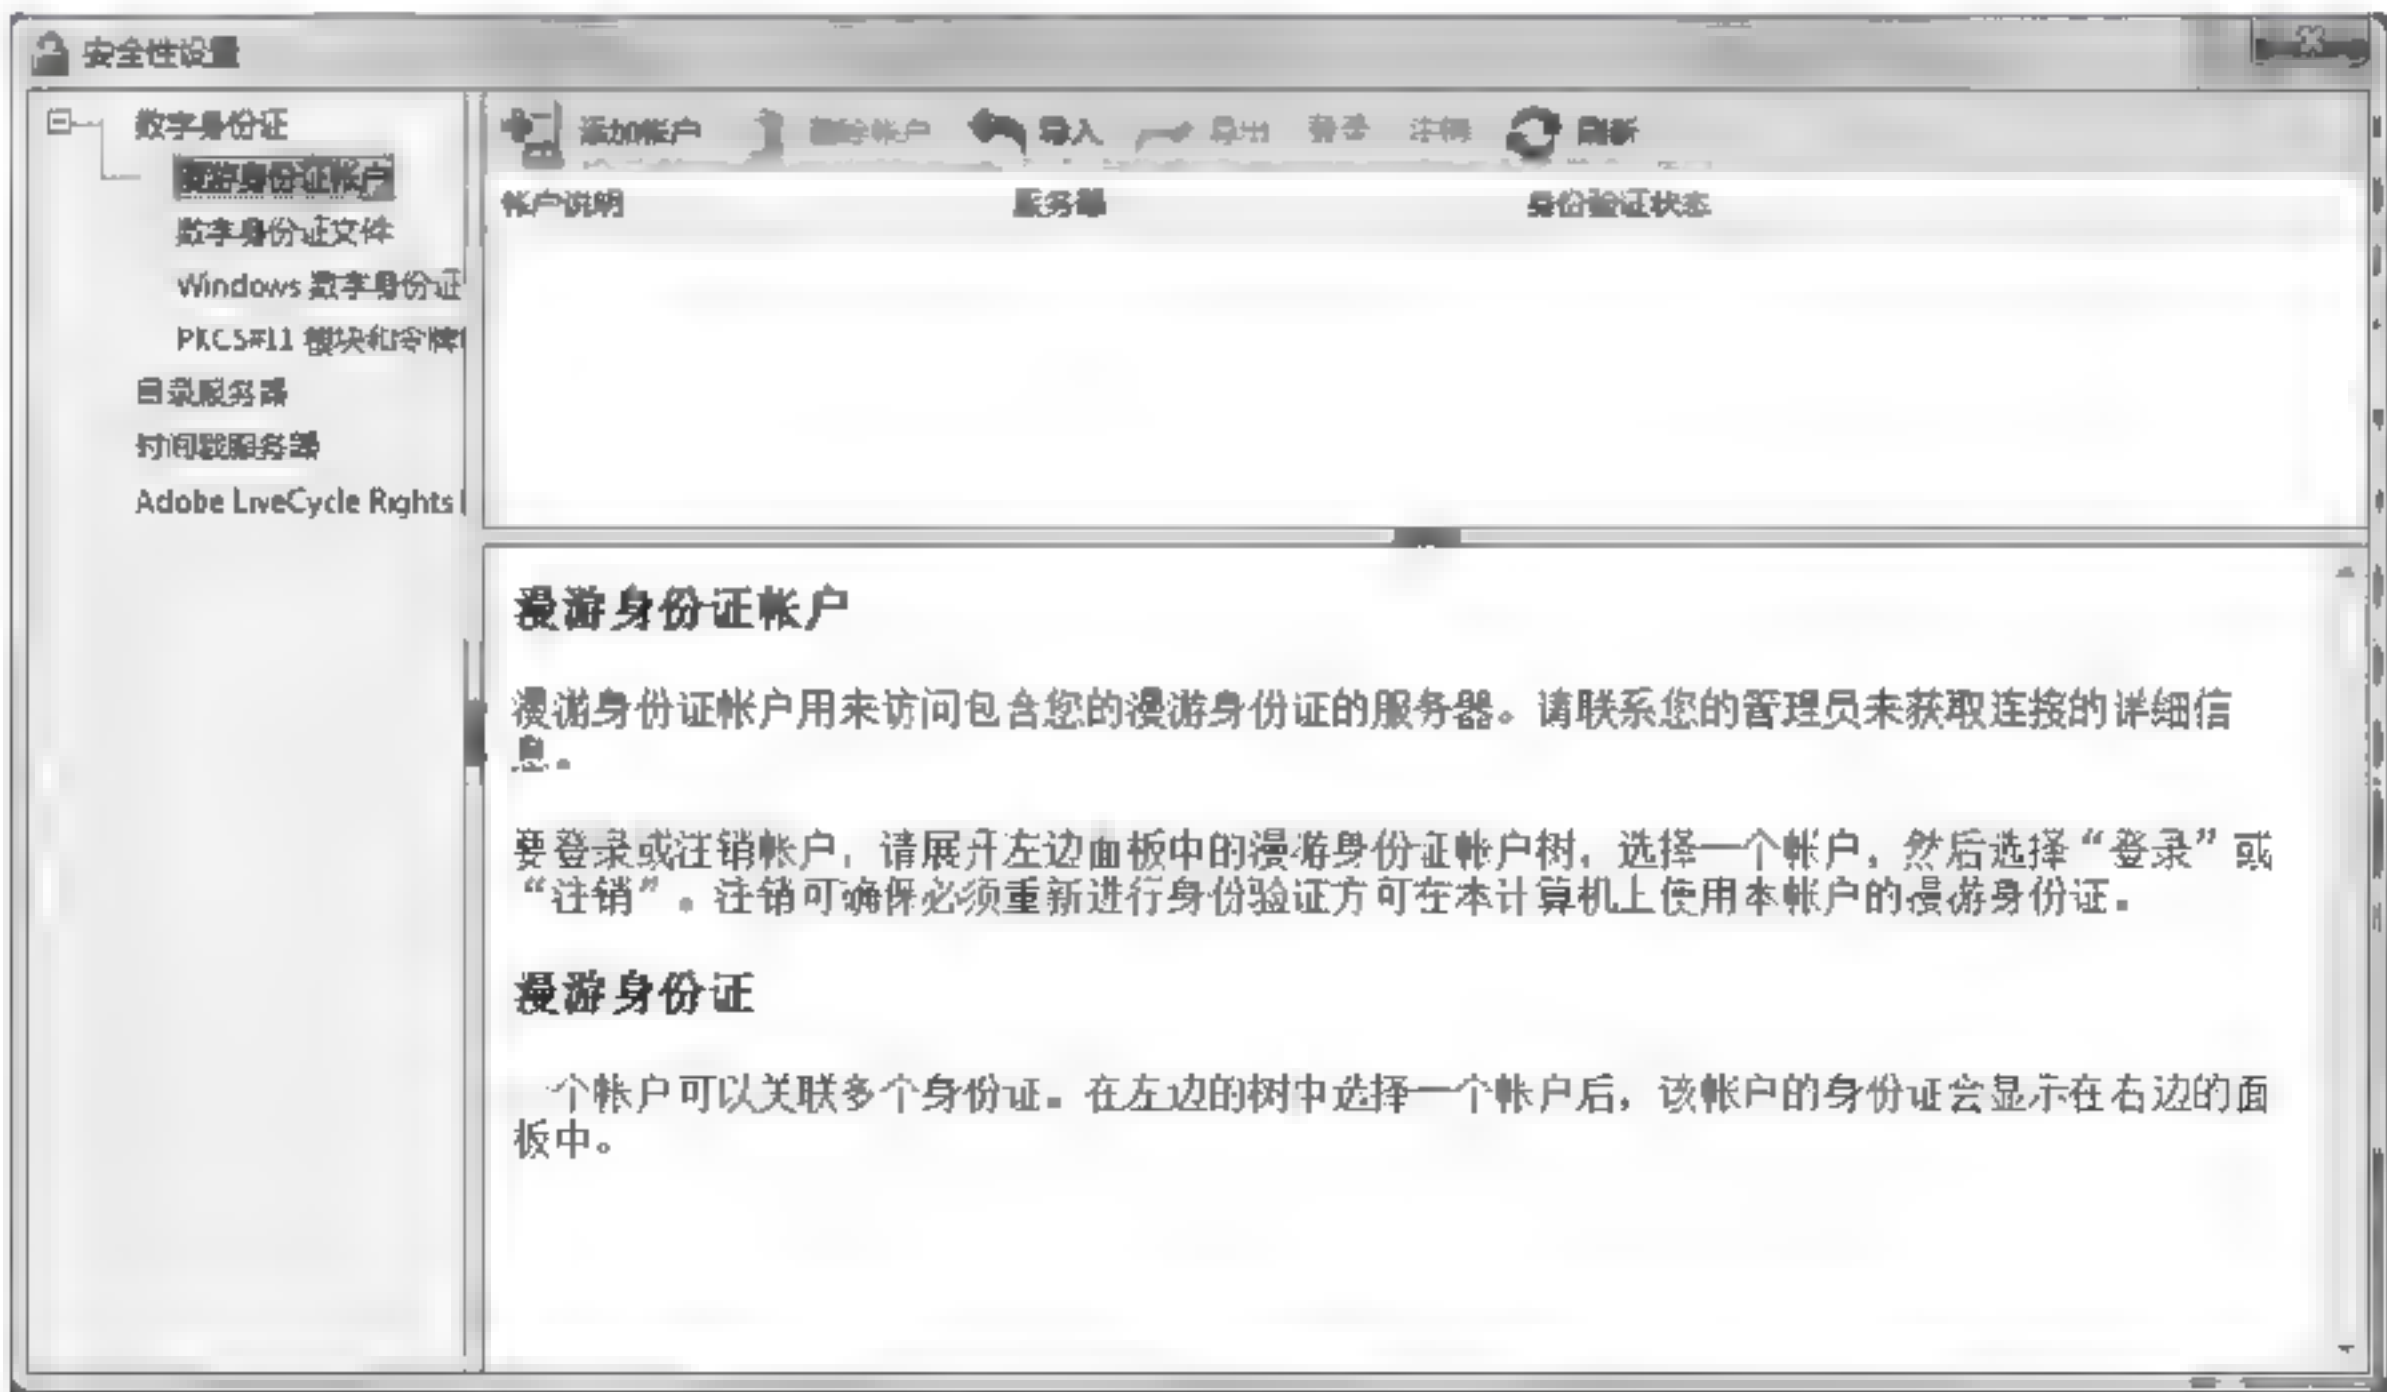 安全性设置
数字身份证
漫游身份证帐户
数字身份证文件
Windows 数字身份证
PKCS#11 模块和令牌
目录服务器
时间戳服务器
Adobe LiveCycle Rights
添加帐户 删除帐户 导入 导出 登录 注销 刷新
帐户说明 服务器 身份验证状态
漫游身份证帐户
漫游身份证帐户用来访问包含您的漫游身份证的服务器。请联系您的管理员来获取连接的详细信
息。
要登录或注销帐户，请展开左边面板中的漫游身份证帐户树，选择一个帐户，然后选择“登录”或
“注销”。注销可确保必须重新进行身份验证方可在本计算机上使用本帐户的漫游身份证。
漫游身份证
一个帐户可以关联多个身份证。在左边的树中选择一个帐户后，该帐户的身份证会显示在右边的面
板中。